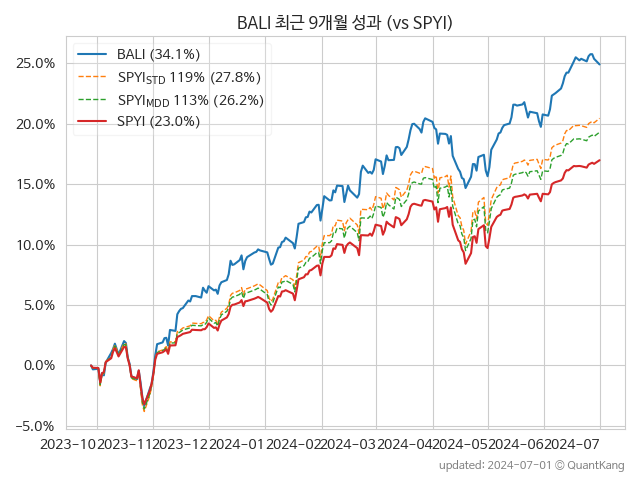 BALI 최근 9개월 성과 (vs SPYI)
BALI (34.1%)
SPYI_STD 119% (27.8%)
SPYI_MDD 113% (26.2%)
SPYI (23.0%)
25.0%
20.0%
15.0%
10.0%
5.0%
0.0%
-5.0%
2023-10 2023-11 2023-12 2024-01 2024-02 2024-03 2024-04 2024-05 2024-06 2024-07
updated: 2024-07-01 © QuantKang